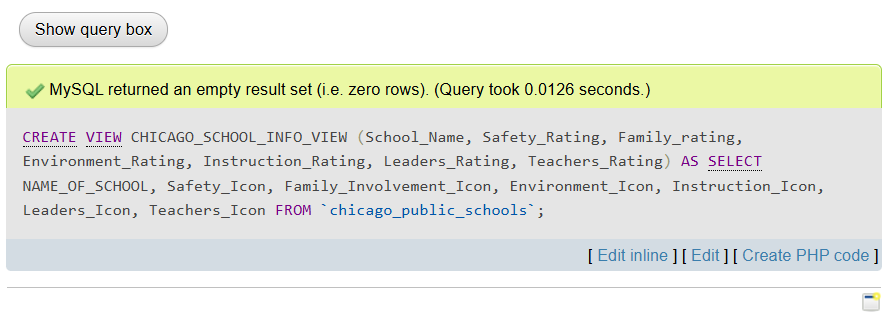 Show query box
MySQL returned an empty result set (i.e. zero rows). (Query took 0.0126 seconds.)
CREATE VIEW CHICAGO_SCHOOL_INFO_VIEW (School_Name, Safety_Rating, Family_rating,
Environment_Rating, Instruction_Rating, Leaders_Rating, Teachers_Rating) AS SELECT
NAME_OF_SCHOOL, Safety_Icon, Family_Involvement_Icon, Environment_Icon, Instruction_Icon,
Leaders_Icon, Teachers_Icon FROM `chicago_public_schools`;
[ Edit inline ] [ Edit ] [ Create PHP code ]